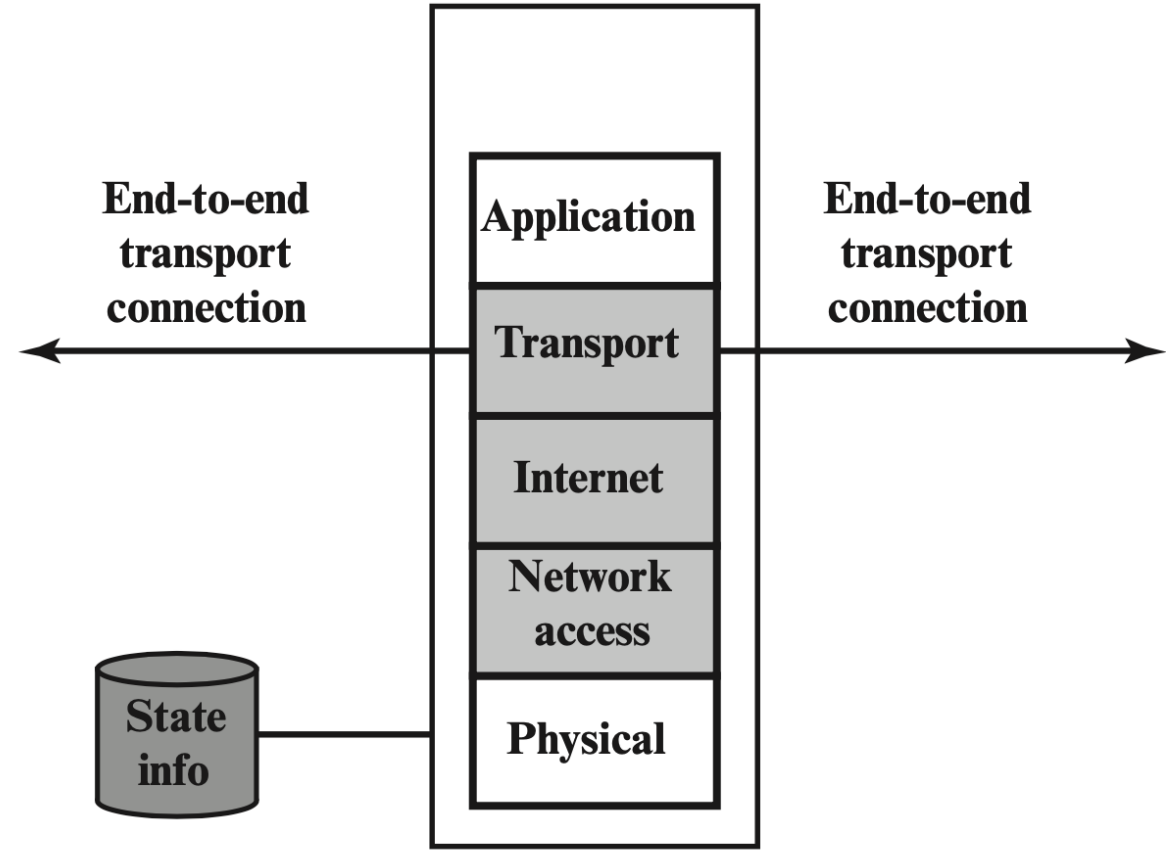 End-to-end
transport
connection
Application
Transport
Internet
Network
access
Physical
End-to-end
transport
connection
State
info